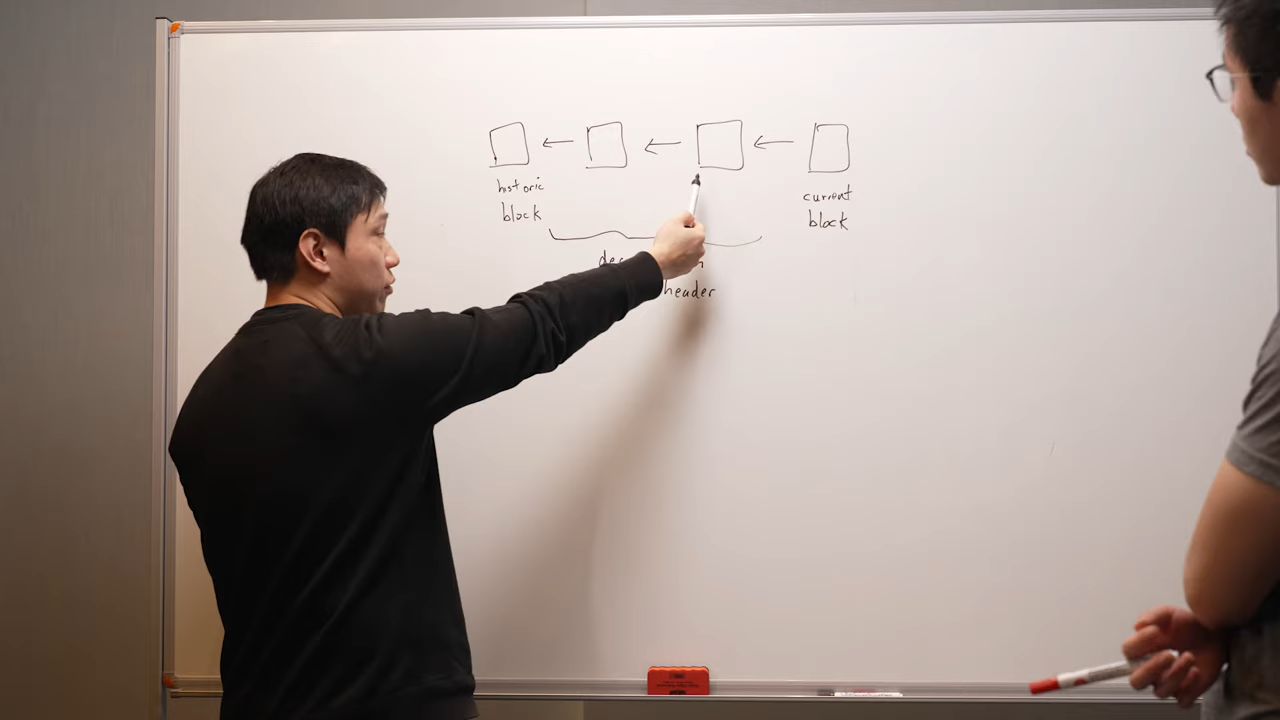 historic
block
current
block
header